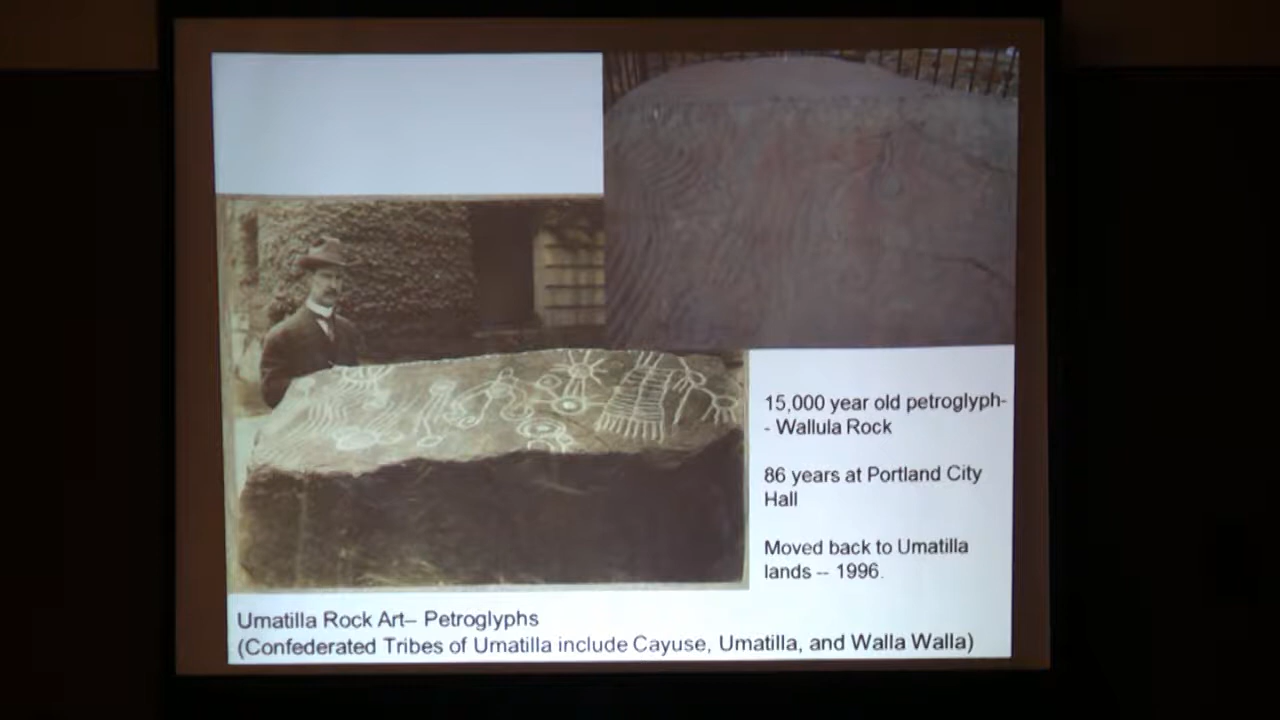 15,000 year old petroglyph-
- Wallula Rock
86 years at Portland City
Hall
Moved back to Umatilla
lands -- 1996.
Umatilla Rock Art– Petroglyphs
(Confederated Tribes of Umatilla include Cayuse, Umatilla, and Walla Walla)